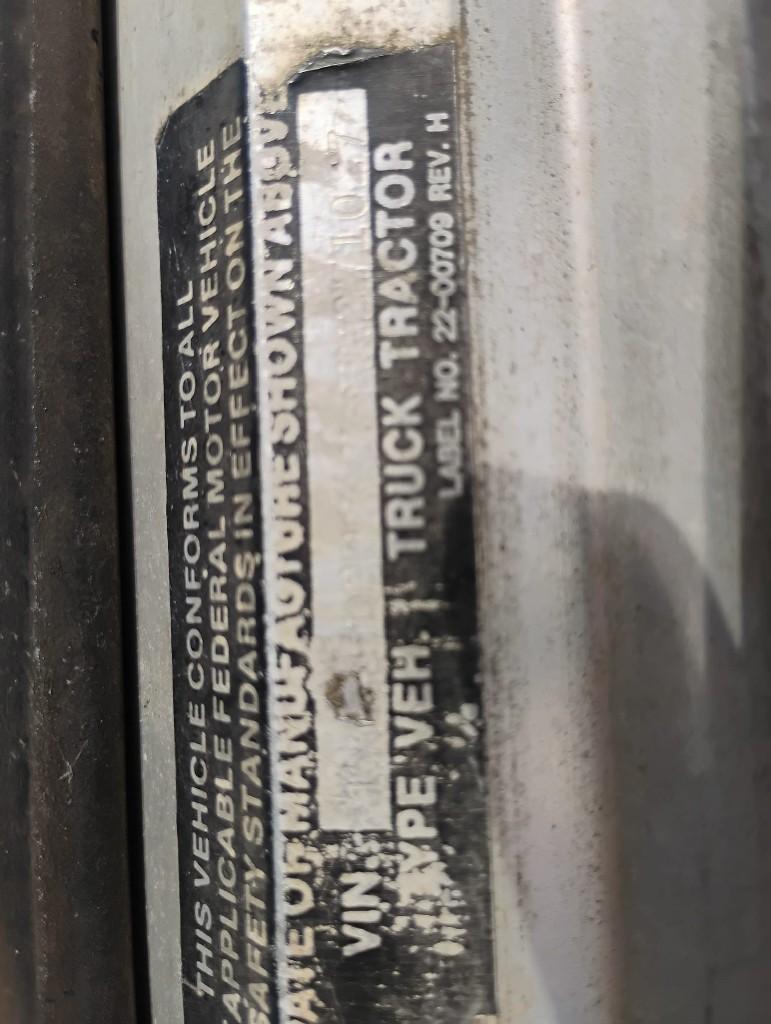 THIS VEHICLE CONFORMS TO ALL
APPLICABLE FEDERAL MOTOR VEHICLE
SAFETY STANDARDS IN EFFECT ON THE
DATE OF MANUFACTURE SHOWN ABOVE
VIN.
TYPE VEH. TRUCK TRACTOR
LABEL NO. 22-00709 REV. H